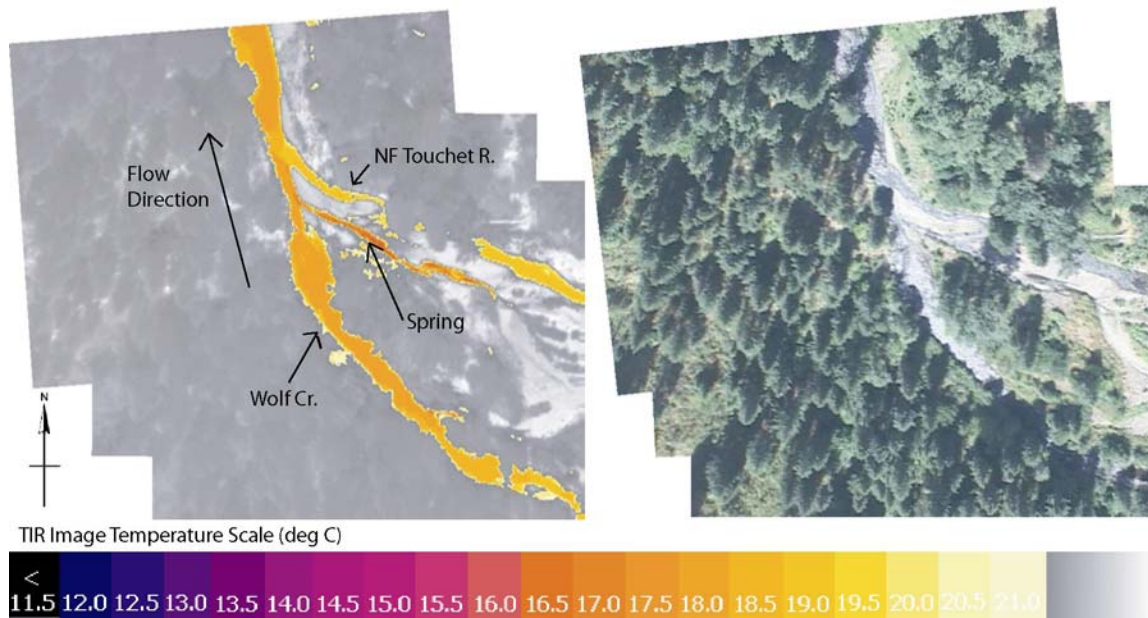 NF Touchet R.
Flow
Direction
Spring
Wolf Cr.
N
TIR Image Temperature Scale (deg C)
<
11.5 12.0 12.5 13.0 13.5 14.0 14.5 15.0 15.5 16.0 16.5 17.0 17.5 18.0 18.5 19.0 19.5 20.0 20.5 21.0